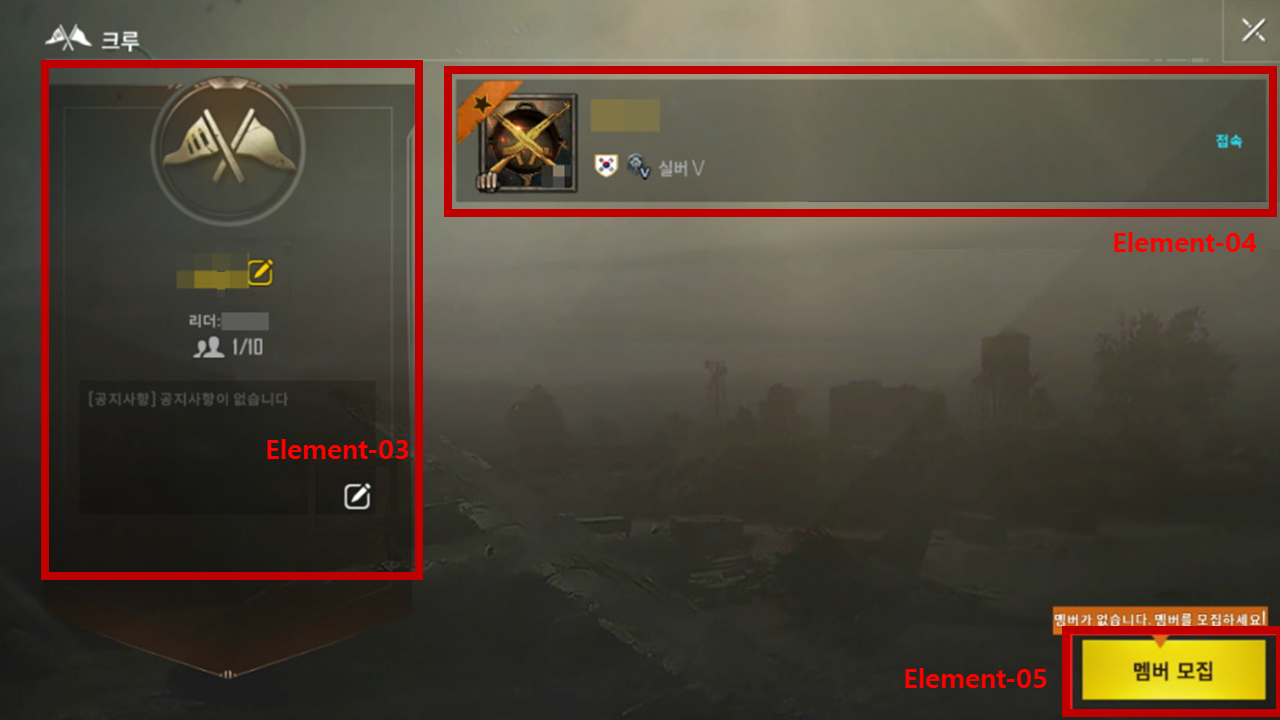 크루
리더:
1/10
[공지사항] 공지사항이 없습니다
Element-03
실버 V
접속
Element-04
멤버가 없습니다. 멤버를 모집하세요!
멤버 모집
Element-05